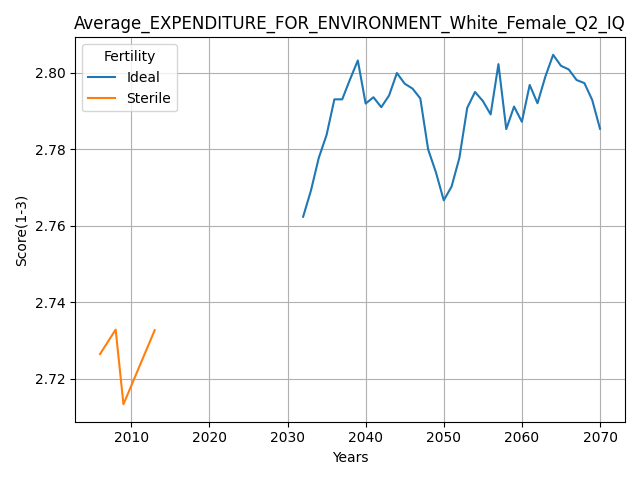 Average_EXPENDITURE_FOR_ENVIRONMENT_White_Female_Q2_IQ
Fertility
Ideal
Sterile
Score(1-3)
2.80
2.78
2.76
2.74
2.72
2010 2020 2030 2040 2050 2060 2070
Years